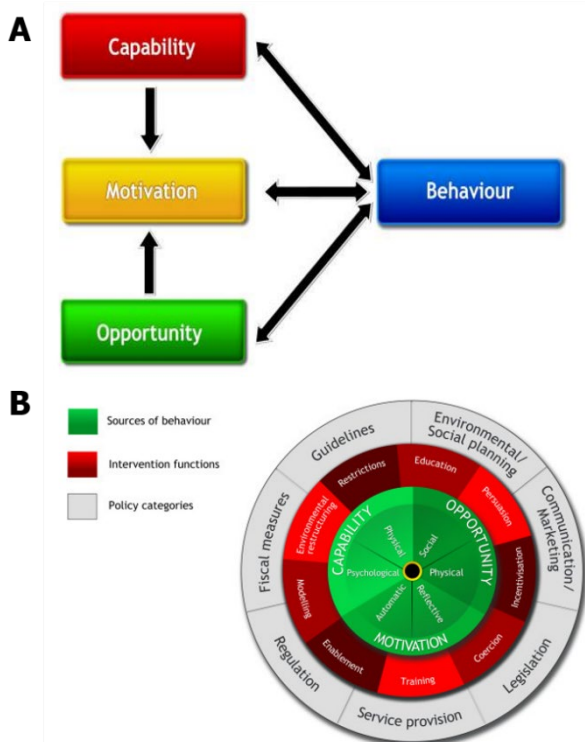 A
Capability
Motivation
Behaviour
Opportunity
B
Sources of behaviour
Intervention functions
Policy categories
Guidelines
Environmental/
Social planning
Communication/
Marketing
Legislation
Service provision
Regulation
Fiscal measures
Restrictions
Education
Persuasion
Incentivisation
Coercion
Training
Enablement
Modelling
Environmental
restructuring
CAPABILITY
OPPORTUNITY
MOTIVATION
Physical
Social
Psychological
Physical
Automatic
Reflective